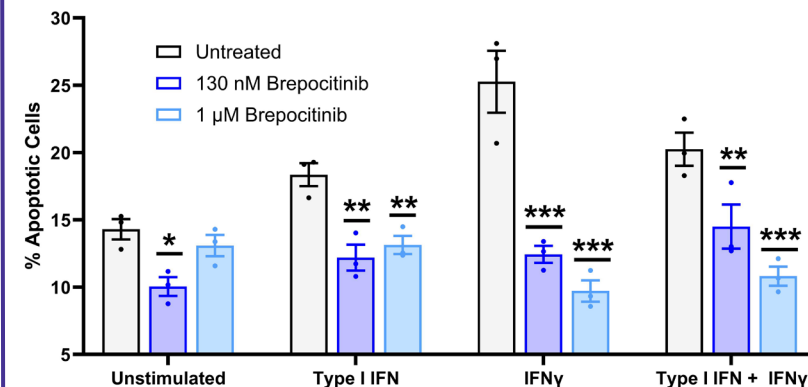 30
25
20
15
10
5
% Apoptotic Cells
Untreated
130 nM Brepocitinib
1 µM Brepocitinib
*
**
**
***
***
**
***
Unstimulated
Type I IFN
IFNγ
Type I IFN + IFNγ